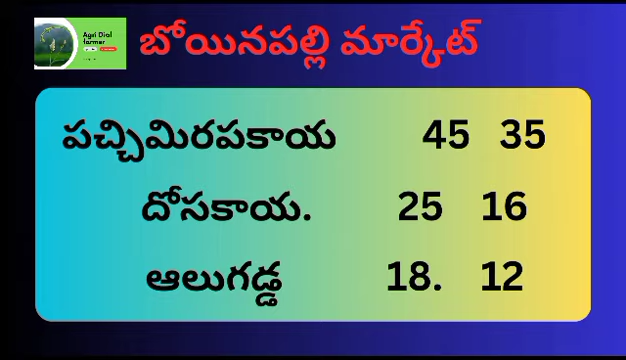 Agri Dial
farmer
బోయినపల్లి మార్కేట్
పచ్చిమిరపకాయ 45 35
దోసకాయ. 25 16
ఆలుగడ్డ 18. 12